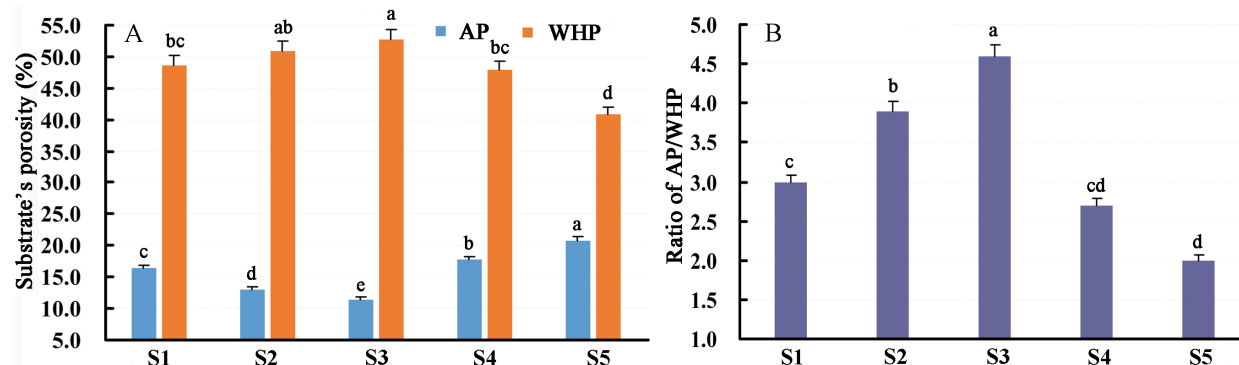 A
AP WHP
Substrate's porosity (%)
55.0
50.0
45.0
40.0
35.0
30.0
25.0
20.0
15.0
10.0
5.0
bc
ab
a
bc
d
c
d
e
b
a
S1 S2 S3 S4 S5
B
Ratio of AP/WHP
5.0
4.5
4.0
3.5
3.0
2.5
2.0
1.5
1.0
c
b
a
cd
d
S1 S2 S3 S4 S5